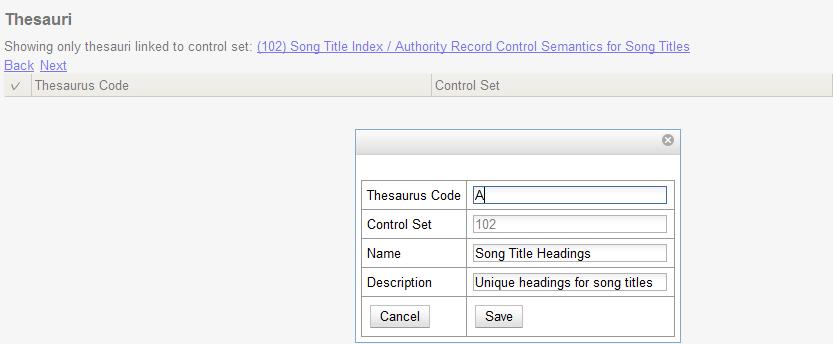 Thesauri
Showing only thesauri linked to control set: (102) Song Title Index / Authority Record Control Semantics for Song Titles
Back Next
✓ Thesaurus Code Control Set
Thesaurus Code A
Control Set 102
Name Song Title Headings
Description Unique headings for song titles
Cancel Save